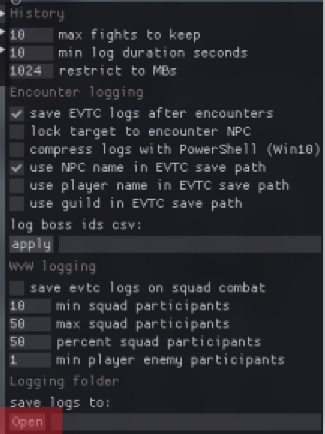 History
10 max fights to keep
10 min log duration seconds
1024 restrict to MBs
Encounter logging
save EVTC logs after encounters
lock target to encounter NPC
compress logs with PowerShell (Win10)
use NPC name in EVTC save path
use player name in EVTC save path
use guild in EVTC save path
log boss ids csv:
apply
WvW logging
save evtc logs on squad combat
10 min squad participants
50 max squad participants
50 percent squad participants
1 min player enemy participants
Logging folder
save logs to:
Open